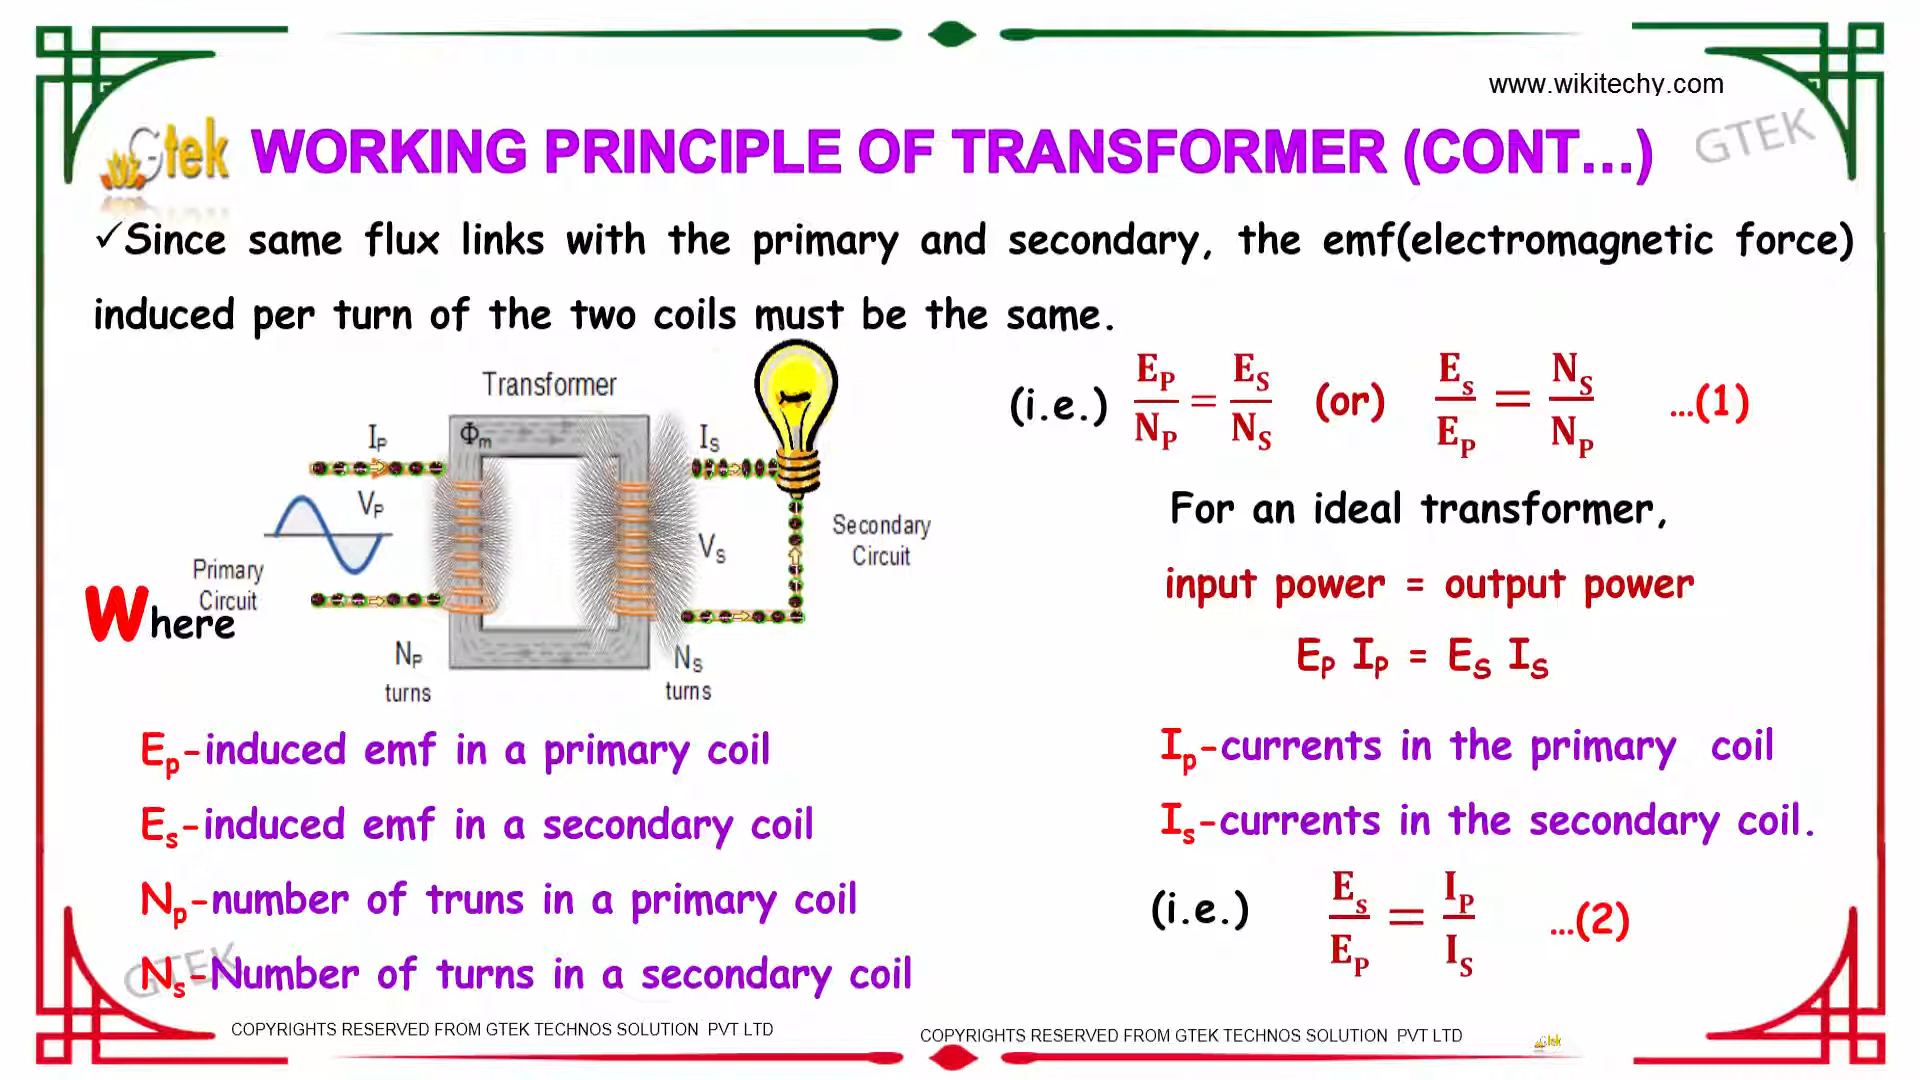 www.wikitechy.com
Gtek WORKING PRINCIPLE OF TRANSFORMER (CONT...) GTEK
✓Since same flux links with the primary and secondary, the emf(electromagnetic force)
induced per turn of the two coils must be the same.
Transformer
Φm
IP
IS
VP
VS
Primary
Circuit
Secondary
Circuit
NP
turns
NS
turns
(i.e.) EP/NP = ES/NS (or) Es/EP = NS/NP ...(1)
For an ideal transformer,
input power = output power
EP IP = ES IS
Where
Ep-induced emf in a primary coil
Es-induced emf in a secondary coil
Np-number of truns in a primary coil
Ns-Number of turns in a secondary coil
Ip-currents in the primary coil
Is-currents in the secondary coil.
(i.e.) Es/EP = IP/IS ...(2)
GTEK
COPYRIGHTS RESERVED FROM GTEK TECHNOS SOLUTION PVT LTD
COPYRIGHTS RESERVED FROM GTEK TECHNOS SOLUTION PVT LTD
Gtek